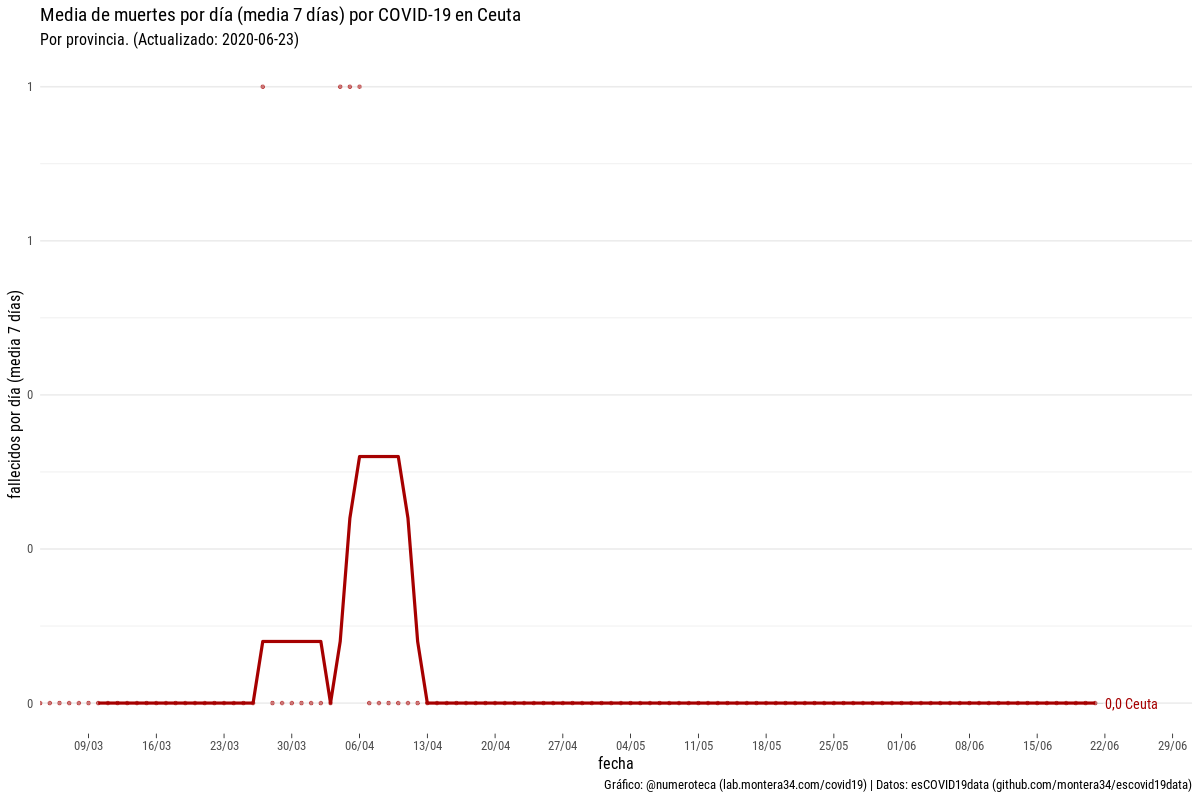 Media de muertes por día (media 7 días) por COVID-19 en Ceuta
Por provincia. (Actualizado: 2020-06-23)
fallecidos por día (media 7 días)
1
1
0
0
0
0,0 Ceuta
09/03 16/03 23/03 30/03 06/04 13/04 20/04 27/04 04/05 11/05 18/05 25/05 01/06 08/06 15/06 22/06 29/06
fecha
Gráfico: @numeroteca (lab.montera34.com/covid19) | Datos: esCOVID19data (github.com/montera34/escovid19data)